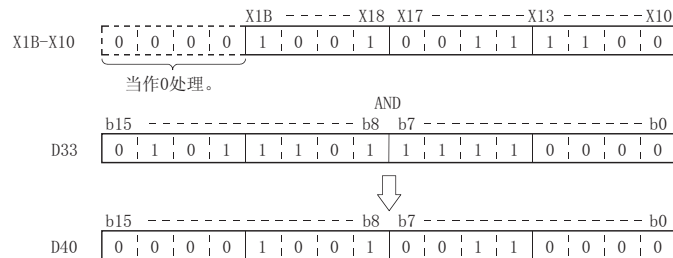 X1B X18 X17 X13 X10
X1B-X10 0 0 0 0 1 0 0 1 0 0 1 1 1 1 0 0
当作0处理。
AND
b15 b8 b7 b0
D33 0 1 0 1 1 1 0 1 1 1 1 1 0 0 0 0
b15 b8 b7 b0
D40 0 0 0 0 1 0 0 1 0 0 1 1 0 0 0 0